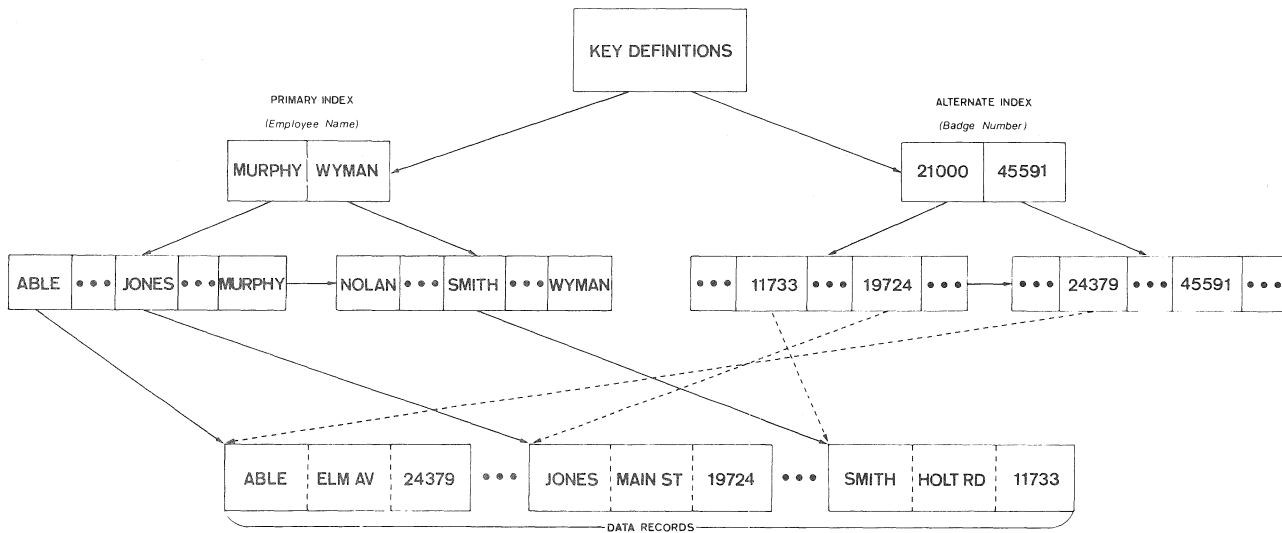 KEY DEFINITIONS
PRIMARY INDEX
(Employee Name)
ALTERNATE INDEX
(Badge Number)
MURPHY WYMAN
21000 45591
ABLE ••• JONES ••• MURPHY
NOLAN ••• SMITH ••• WYMAN
••• 11733 ••• 19724 •••
••• 24379 ••• 45591 •••
ABLE ELM AV 24379 ••• JONES MAIN ST 19724 ••• SMITH HOLT RD 11733
DATA RECORDS